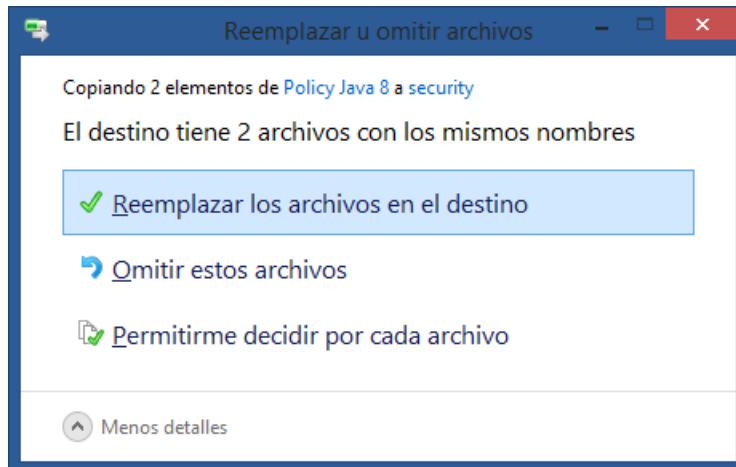 Reemplazar u omitir archivos
Copiando 2 elementos de Policy Java 8 a security
El destino tiene 2 archivos con los mismos nombres
Reemplazar los archivos en el destino
Omitir estos archivos
Permitirme decidir por cada archivo
Menos detalles